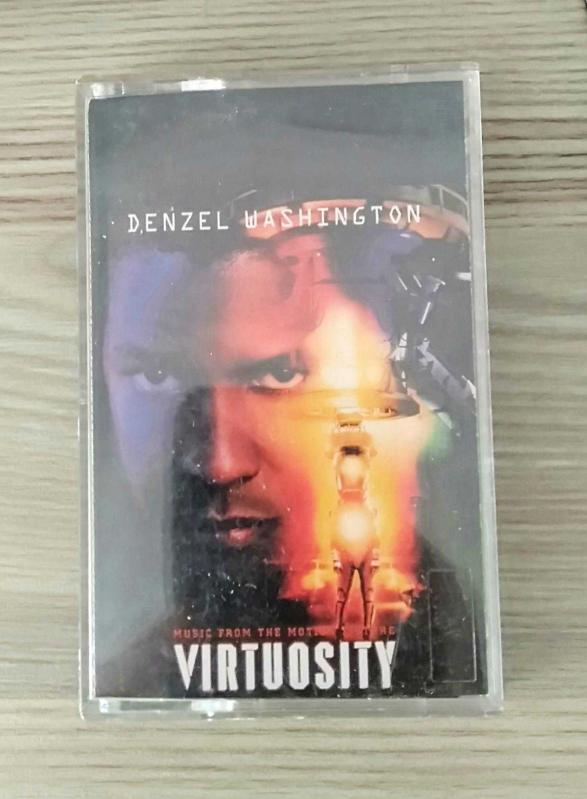 DENZEL WASHINGTON
MUSIC FROM THE
VIRTUOSITY